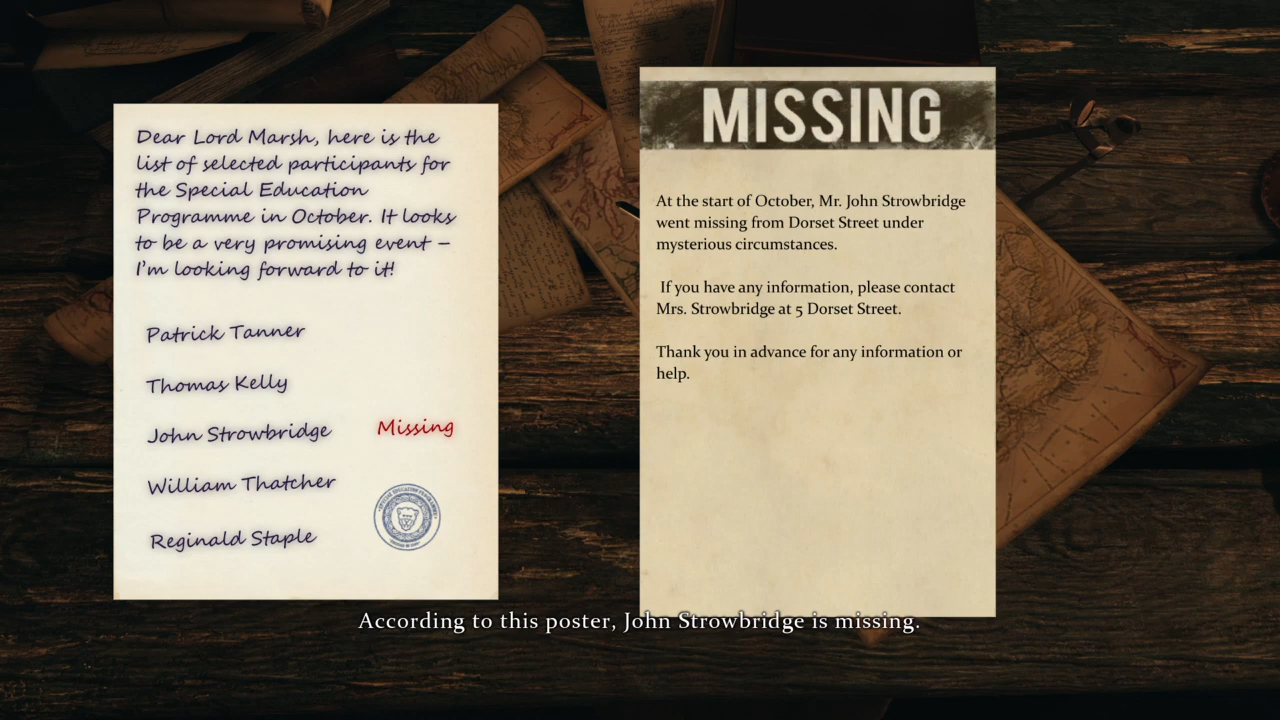 Dear Lord Marsh, here is the
list of selected participants for
the Special Education
Programme in October. It looks
to be a very promising event –
I'm looking forward to it!
Patrick Tanner
Thomas Kelly
John Strowbridge Missing
William Thatcher
Reginald Staple
MISSING
At the start of October, Mr. John Strowbridge
went missing from Dorset Street under
mysterious circumstances.
If you have any information, please contact
Mrs. Strowbridge at 5 Dorset Street.
Thank you in advance for any information or
help.
According to this poster, John Strowbridge is missing.